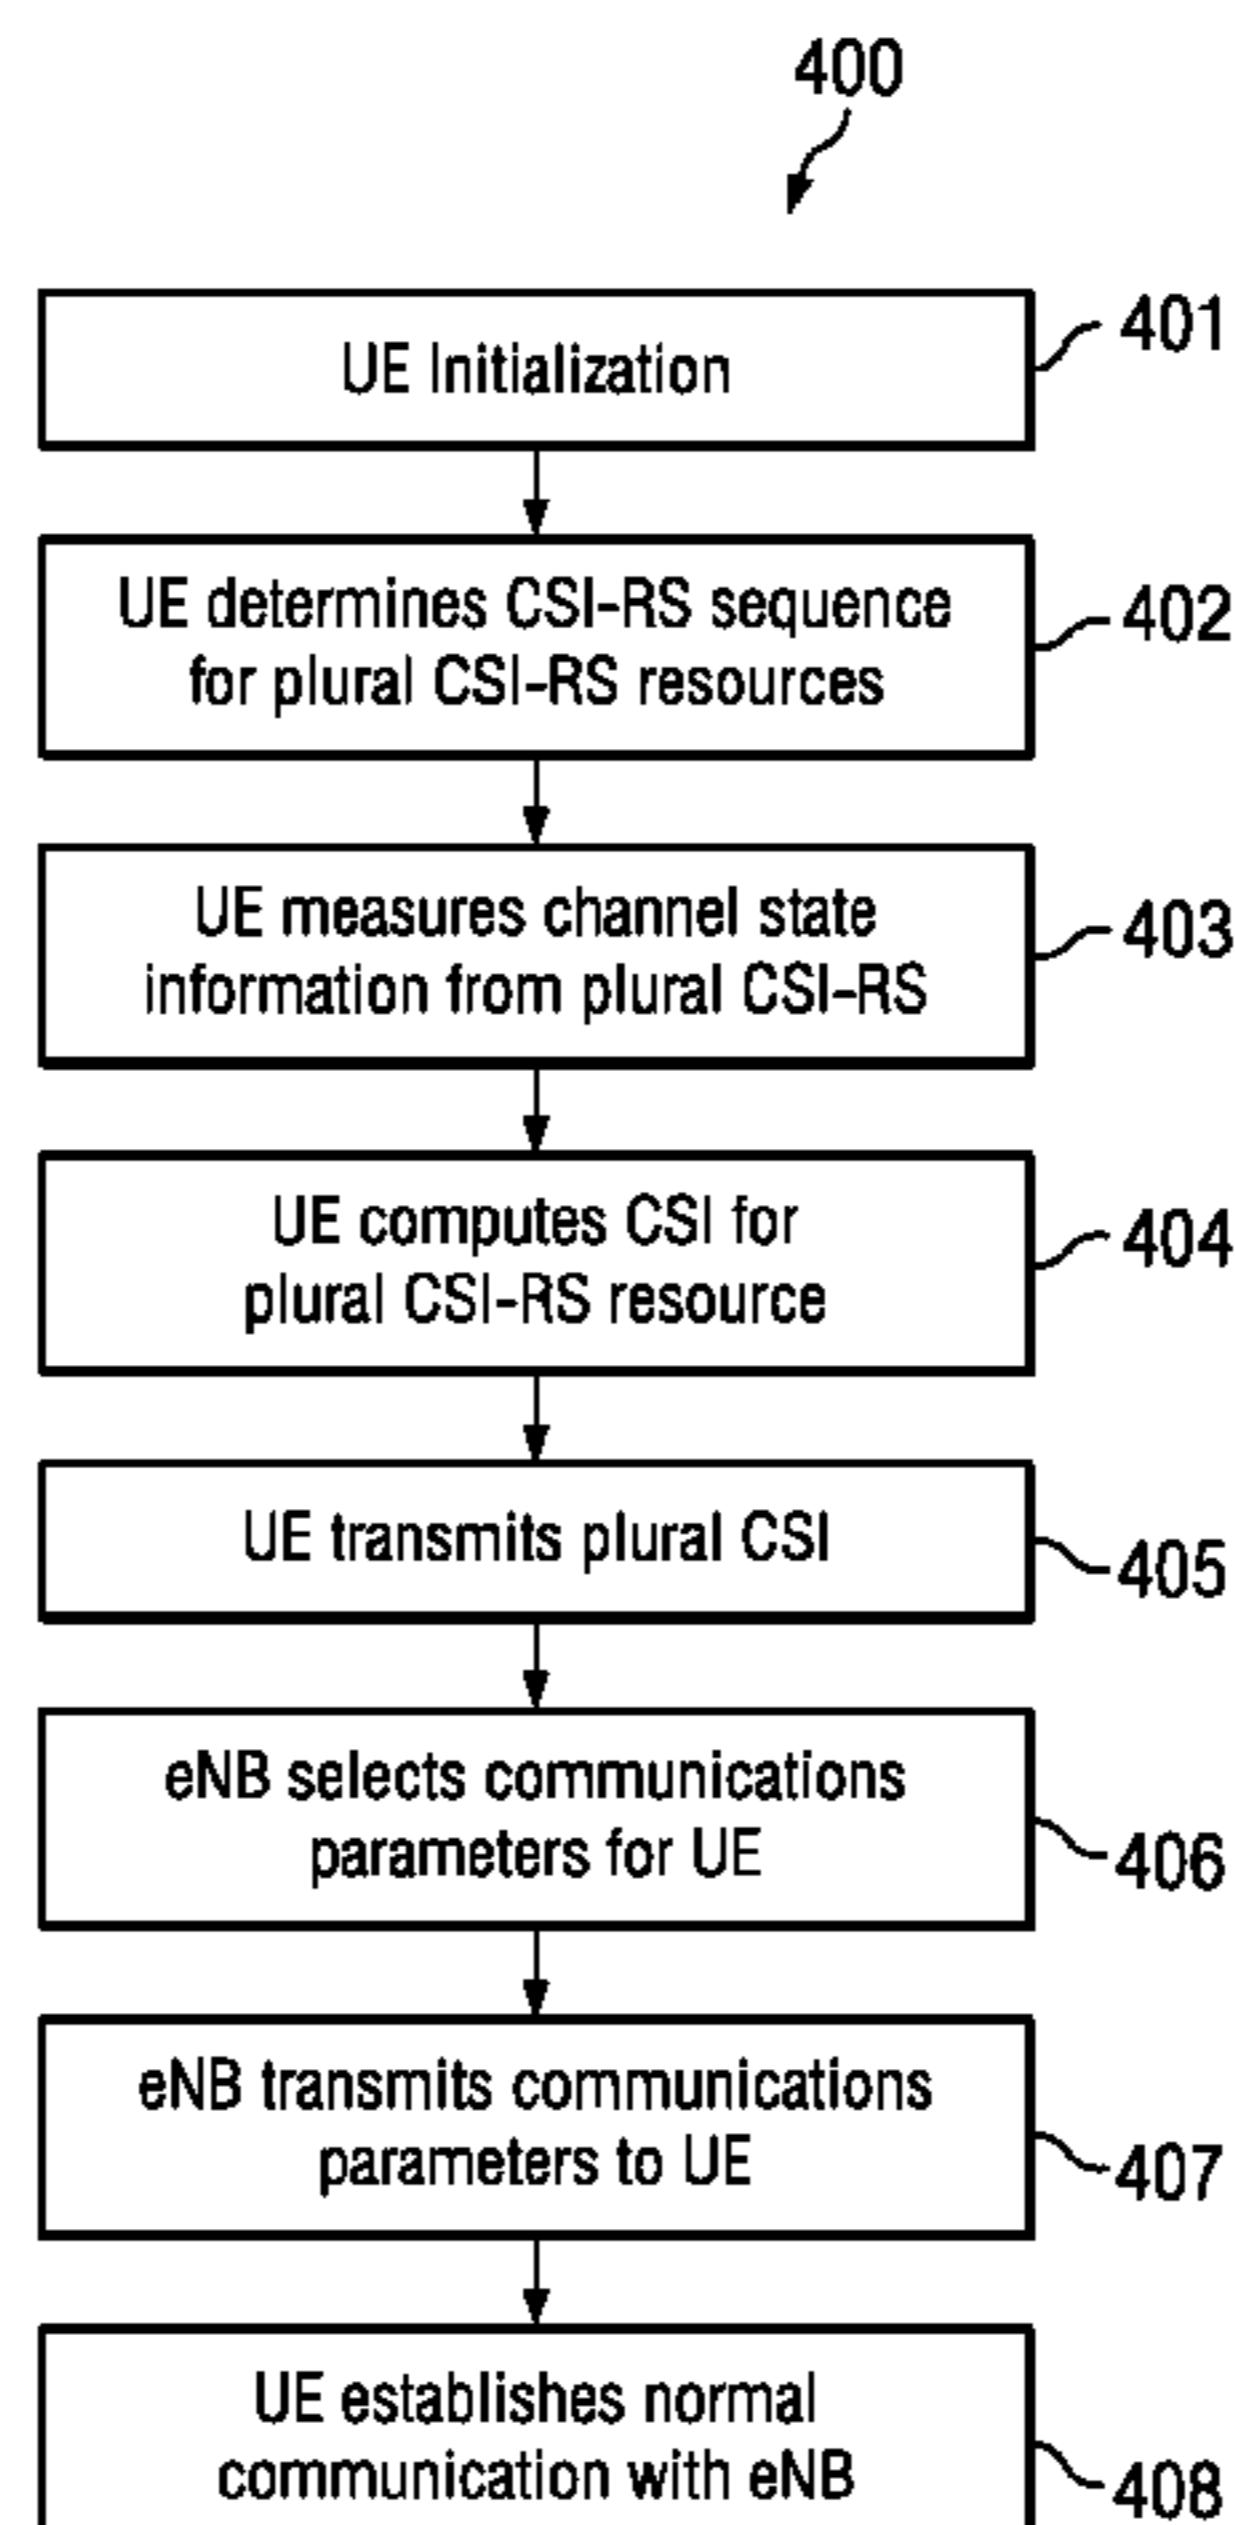 400
UE Initialization
401
UE determines CSI-RS sequence
for plural CSI-RS resources
402
UE measures channel state
information from plural CSI-RS
403
UE computes CSI for
plural CSI-RS resource
404
UE transmits plural CSI
405
eNB selects communications
parameters for UE
406
eNB transmits communications
parameters to UE
407
UE establishes normal
communication with eNB
408